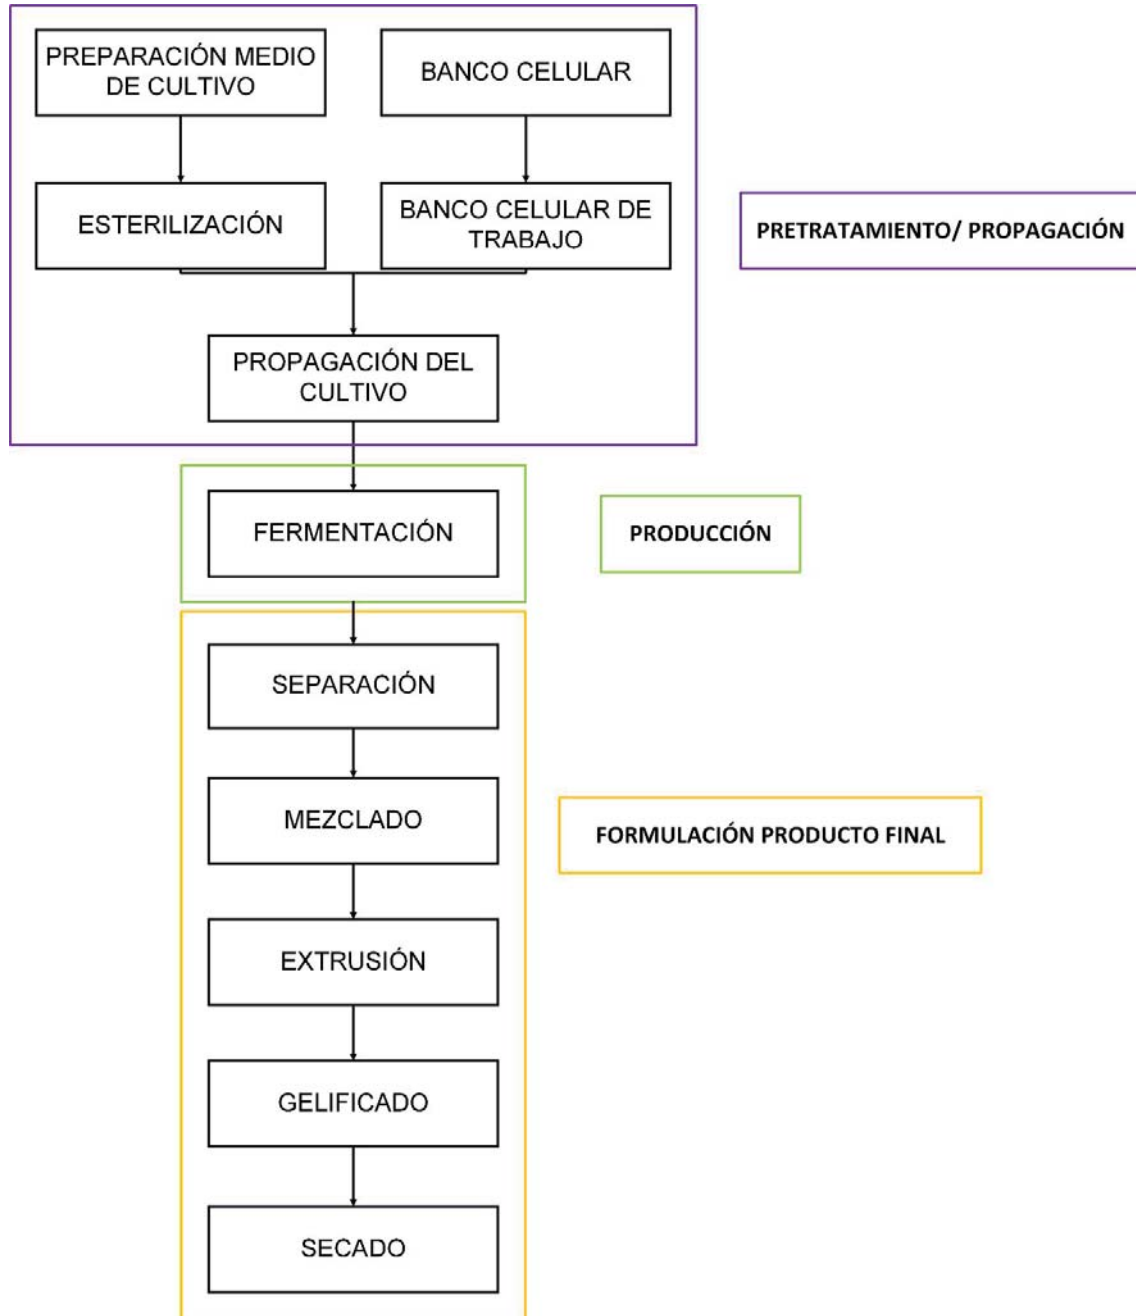 PREPARACIÓN MEDIO
DE CULTIVO
BANCO CELULAR
ESTERILIZACIÓN
BANCO CELULAR DE
TRABAJO
PRETRATAMIENTO/ PROPAGACIÓN
PROPAGACIÓN DEL
CULTIVO
FERMENTACIÓN
PRODUCCIÓN
SEPARACIÓN
MEZCLADO
FORMULACIÓN PRODUCTO FINAL
EXTRUSIÓN
GELIFICADO
SECADO